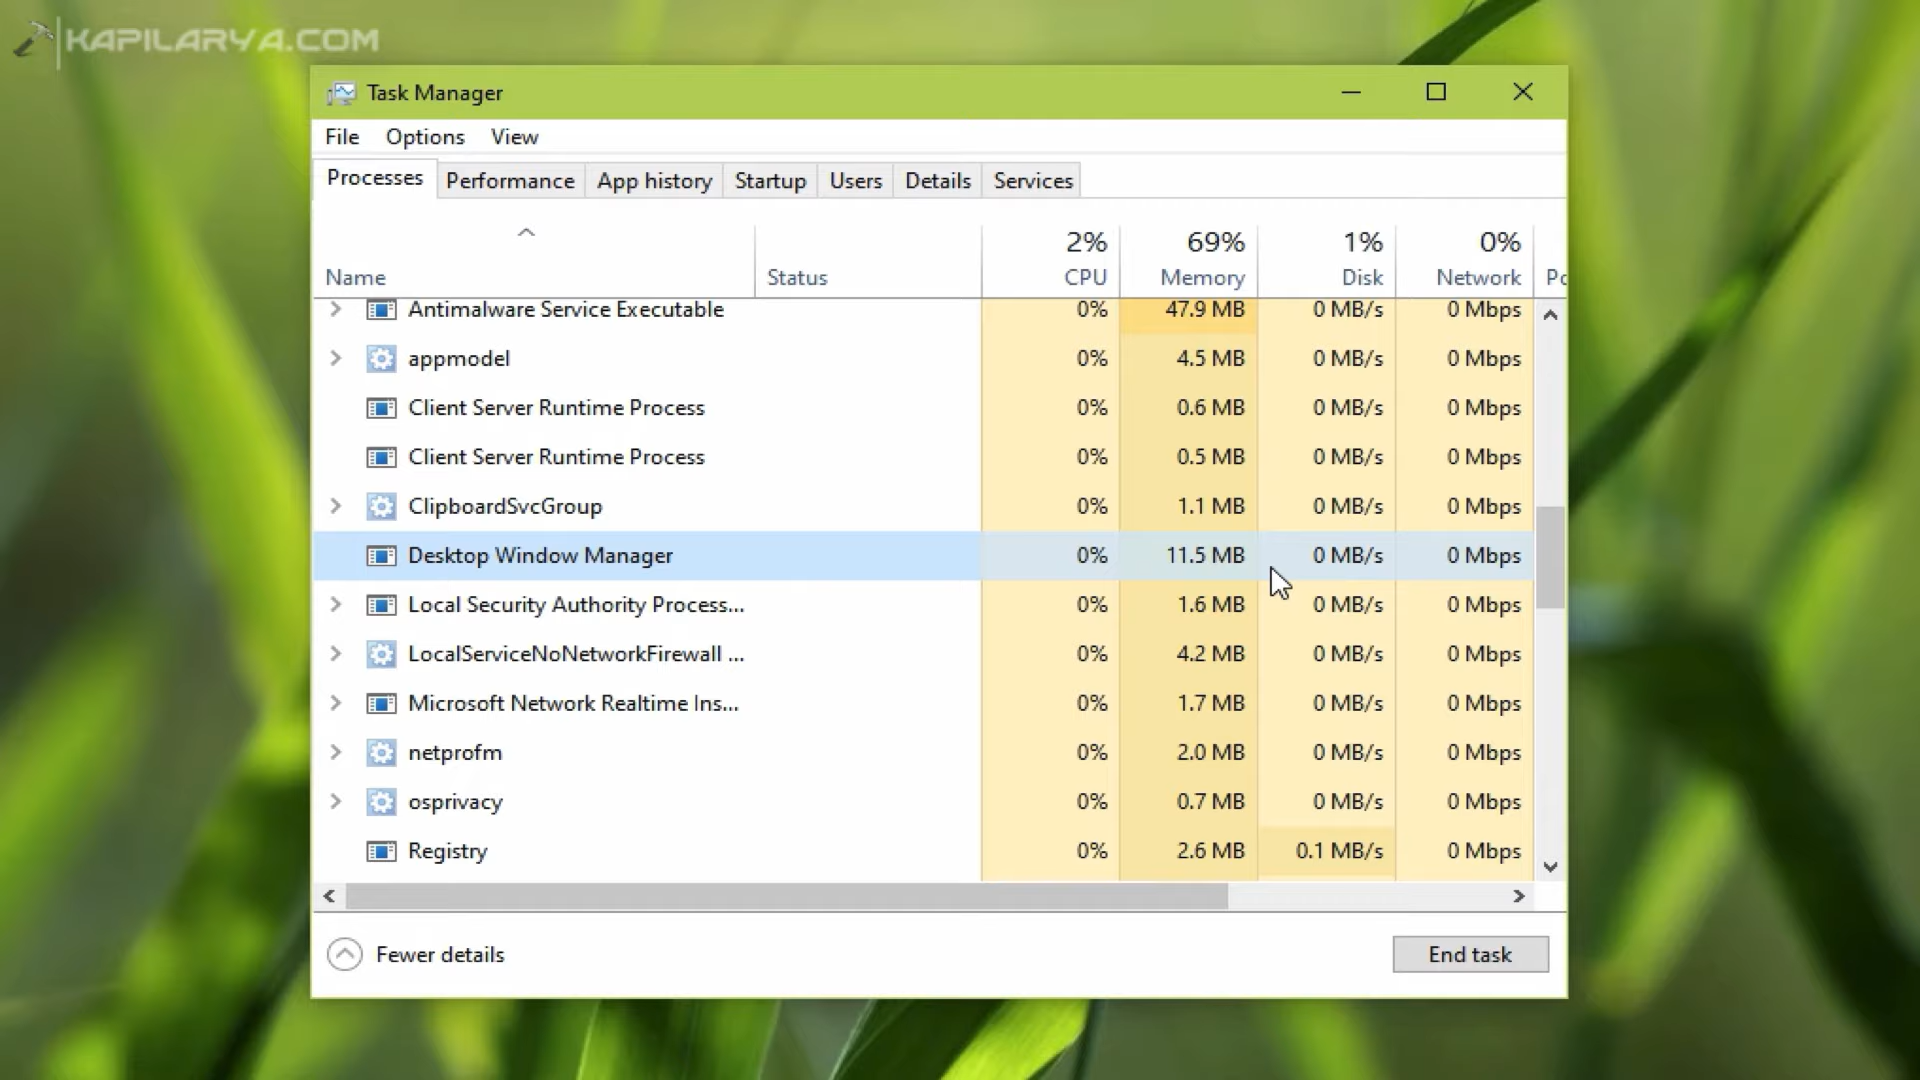 KAPILARYA.COM
Task Manager
File Options View
Processes Performance App history Startup Users Details Services
2% 69% 1% 0%
Name Status CPU Memory Disk Network Pc
Antimalware Service Executable 0% 47.9 MB 0 MB/s 0 Mbps
appmodel 0% 4.5 MB 0 MB/s 0 Mbps
Client Server Runtime Process 0% 0.6 MB 0 MB/s 0 Mbps
Client Server Runtime Process 0% 0.5 MB 0 MB/s 0 Mbps
ClipboardSvcGroup 0% 1.1 MB 0 MB/s 0 Mbps
Desktop Window Manager 0% 11.5 MB 0 MB/s 0 Mbps
Local Security Authority Process... 0% 1.6 MB 0 MB/s 0 Mbps
LocalServiceNoNetworkFirewall ... 0% 4.2 MB 0 MB/s 0 Mbps
Microsoft Network Realtime Ins... 0% 1.7 MB 0 MB/s 0 Mbps
netprofm 0% 2.0 MB 0 MB/s 0 Mbps
osprivacy 0% 0.7 MB 0 MB/s 0 Mbps
Registry 0% 2.6 MB 0.1 MB/s 0 Mbps
Fewer details End task